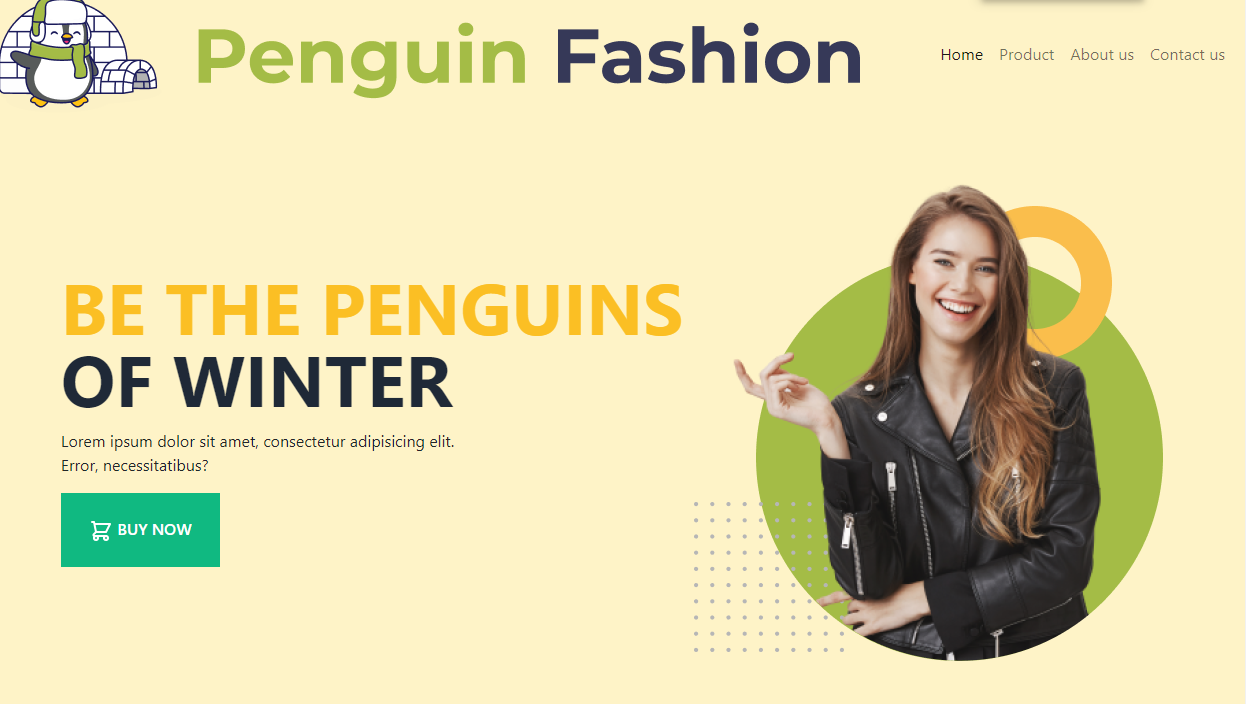 Penguin Fashion
Home Product About us Contact us
BE THE PENGUINS
OF WINTER
Lorem ipsum dolor sit amet, consectetur adipisicing elit.
Error, necessitatibus?
BUY NOW